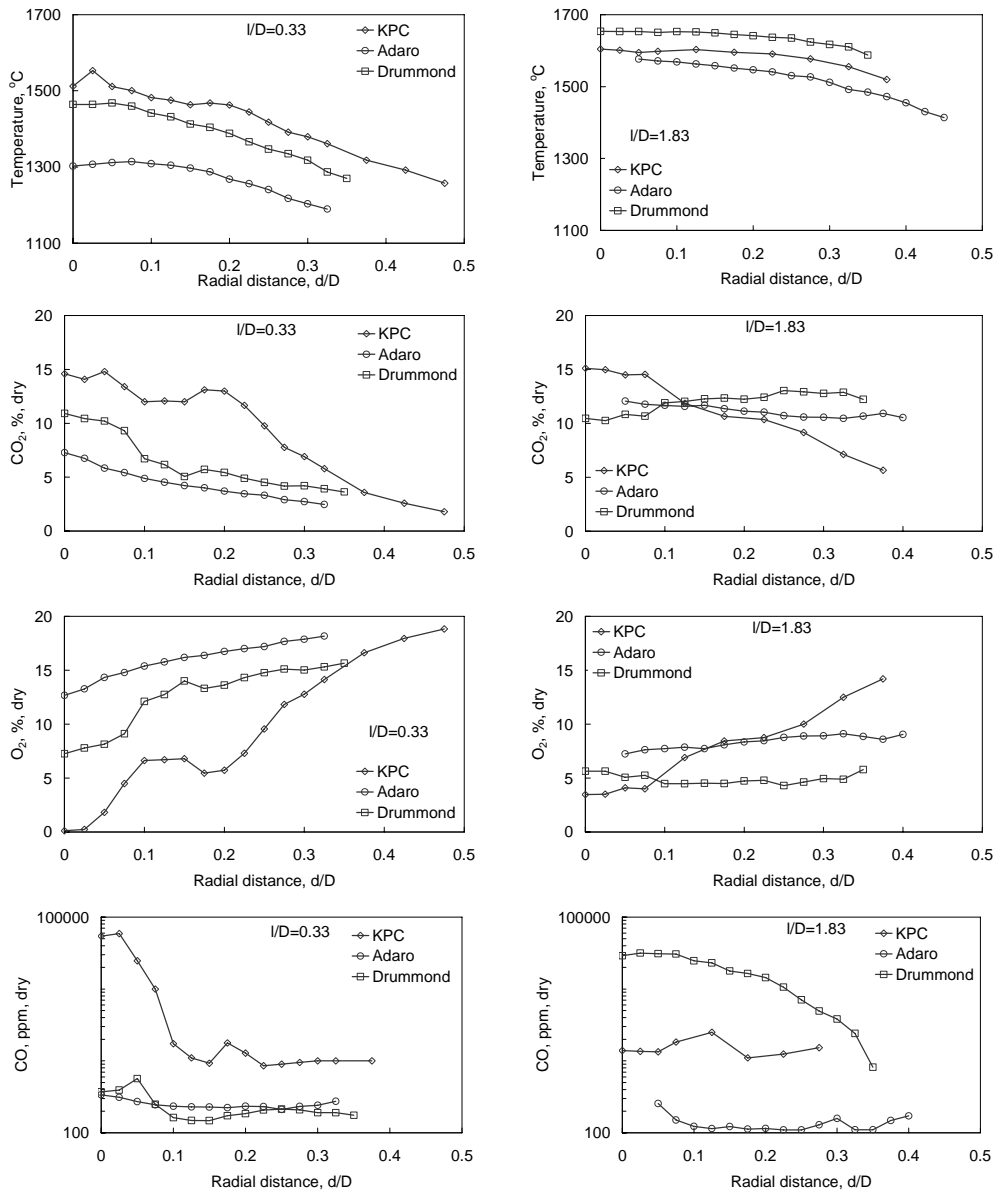 1700
1500
1300
1100
Temperature, °C
l/D=0.33
KPC
Adaro
Drummond
0 0.1 0.2 0.3 0.4 0.5
Radial distance, d/D
1700
1500
1300
1100
Temperature, °C
l/D=1.83
KPC
Adaro
Drummond
0 0.1 0.2 0.3 0.4 0.5
Radial distance, d/D
20
15
10
5
0
CO2, %, dry
l/D=0.33
KPC
Adaro
Drummond
0 0.1 0.2 0.3 0.4 0.5
Radial distance, d/D
20
15
10
5
0
CO2, %, dry
l/D=1.83
KPC
Adaro
Drummond
0 0.1 0.2 0.3 0.4 0.5
Radial distance, d/D
20
15
10
5
0
O2, %, dry
l/D=0.33
KPC
Adaro
Drummond
0 0.1 0.2 0.3 0.4 0.5
Radial distance, d/D
20
15
10
5
0
O2, %, dry
l/D=1.83
KPC
Adaro
Drummond
0 0.1 0.2 0.3 0.4 0.5
Radial distance, d/D
100000
100
CO, ppm, dry
l/D=0.33
KPC
Adaro
Drummond
0 0.1 0.2 0.3 0.4 0.5
Radial distance, d/D
100000
100
CO, ppm, dry
l/D=1.83
KPC
Adaro
Drummond
0 0.1 0.2 0.3 0.4 0.5
Radial distance, d/D